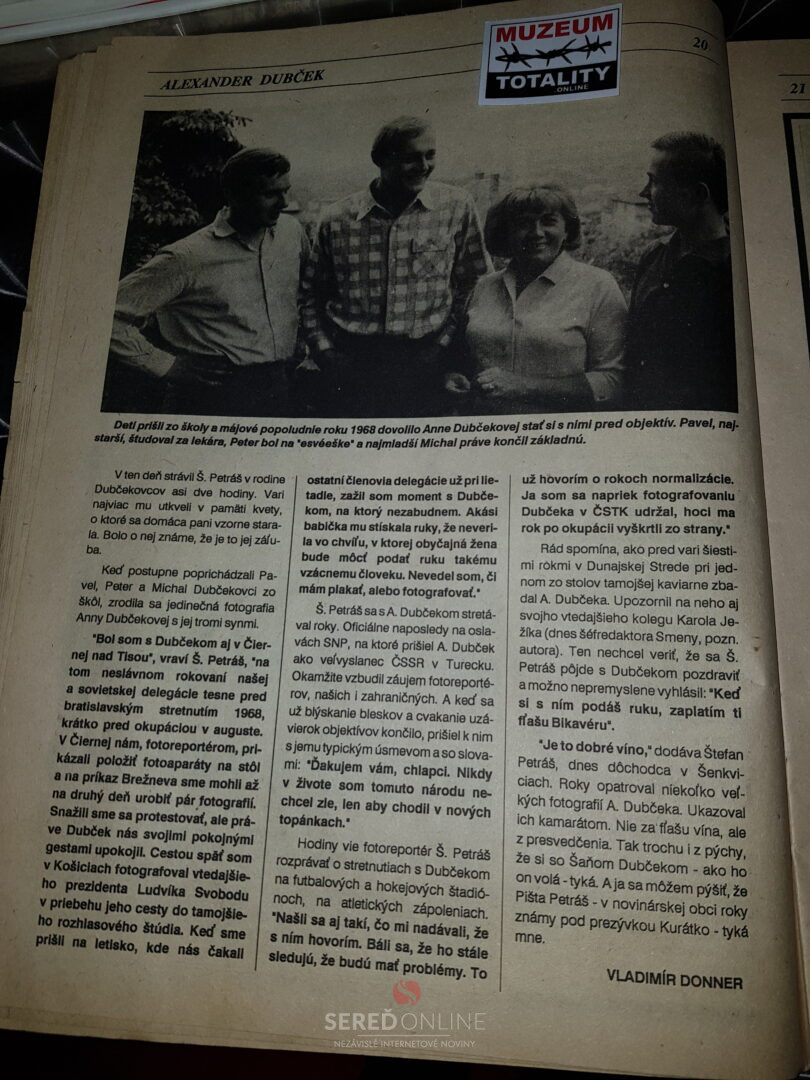 MUZEUM
TOTALITY
ONLINE
ALEXANDER DUBČEK
20.
21
Deti prišli zo školy a májové popoludnie roku 1968 dovolilo Anne Dubčekovej stať si s nimi pred objektív. Pavel, naj-
starší, študoval za lekára, Peter bol na "esvéeške" a najmladší Michal práve končil základnú.
V ten deň strávil Š. Petráš v rodine
Dubčekovcov asi dve hodiny. Vari
najviac mu utkveli v pamäti kvety,
o ktoré sa domáca pani vzorne stara-
la. Bolo o nej známe, že je to jej záľu-
ba.
Keď postupne poprichádzali Pa-
vel, Peter a Michal Dubčekovci zo
škôl, zrodila sa jedinečná fotografia
Anny Dubčekovej s jej tromi synmi.
"Bol som s Dubčekom aj v Čier-
nej nad Tisou", vraví Š. Petráš, "na
tom neslávnom rokovaní našej
a sovietskej delegácie tesne pred
bratislavským stretnutím 1968,
krátko pred okupáciou v auguste.
V Čiernej nám, fotoreportérom, pri-
kázali položiť fotoaparáty na stôl
a na príkaz Brežneva sme mohli až
na druhý deň urobiť pár fotografií.
Snažili sme sa protestovať, ale prá-
ve Dubček nás svojimi pokojnými
gestami upokojil. Cestou späť som
v Košiciach fotografoval vtedajšie-
ho prezidenta Ludvíka Svobodu
v priebehu jeho cesty do tamojšie-
ho rozhlasového štúdia. Keď sme
prišli na letisko, kde nás čakali
ostatní členovia delegácie už pri lie-
tadle, zažil som moment s Dubče-
kom, na ktorý nezabudnem. Akási
babička mu stískala ruky, že neveri-
la vo chvíľu, v ktorej obyčajná žena
bude môcť podať ruku takému
vzácnemu človeku. Nevedel som, či
mám plakať, alebo fotografovať."
Š. Petráš sa s A. Dubčekom stretá-
val roky. Oficiálne naposledy na osla-
vách SNP, na ktoré prišiel A. Dubček
ako veľvyslanec ČSSR v Turecku.
Okamžite vzbudil záujem fotoreporté-
rov, našich i zahraničných. A keď sa
už blýskanie bleskov a cvakanie uzá-
vierok objektívov končilo, prišiel k nim
s jemu typickým úsmevom a so slova-
mi: "Ďakujem vám, chlapci. Nikdy
v živote som tomuto národu ne-
chcel zle, len aby chodil v nových
topánkach."
Hodiny vie fotoreportér Š. Petráš
rozprávať o stretnutiach s Dubčekom
na futbalových a hokejových štadió-
noch, na atletických zápoleniach.
"Našli sa aj takí, čo mi nadávali, že
s ním hovorím. Báli sa, že ho stále
sledujú, že budú mať problémy. To
už hovorím o rokoch normalizácie.
Ja som sa napriek fotografovaniu
Dubčeka v ČSTK udržal, hoci ma
rok po okupácii vyškrtli zo strany."
Rád spomína, ako pred vari šiesti-
mi rokmi v Dunajskej Strede pri jed-
nom zo stolov tamojšej kaviarne zba-
dal A. Dubčeka. Upozornil na neho aj
svojho vtedajšieho kolegu Karola Je-
žíka (dnes šéfredaktora Smeny, pozn.
autora). Ten nechcel veriť, že sa Š.
Petráš pôjde s Dubčekom pozdraviť
a možno nepremyslene vyhlásil: "Keď
si s ním podáš ruku, zaplatím ti
fľašu Bikavéru".
"Je to dobré víno," dodáva Štefan
Petráš, dnes dôchodca v Šenkvi-
ciach. Roky opatroval niekoľko veľ-
kých fotografií A. Dubčeka. Ukazoval
ich kamarátom. Nie za fľašu vína, ale
z presvedčenia. Tak trochu i z pýchy,
že si so Šaňom Dubčekom - ako ho
on volá - tyká. A ja sa môžem pýšiť, že
Pišta Petráš - v novinárskej obci roky
známy pod prezývkou Kurátko - tyká
mne.
VLADIMÍR DONNER
SEREĎONLINE
NEZÁVISLÉ INTERNETOVÉ NOVINY